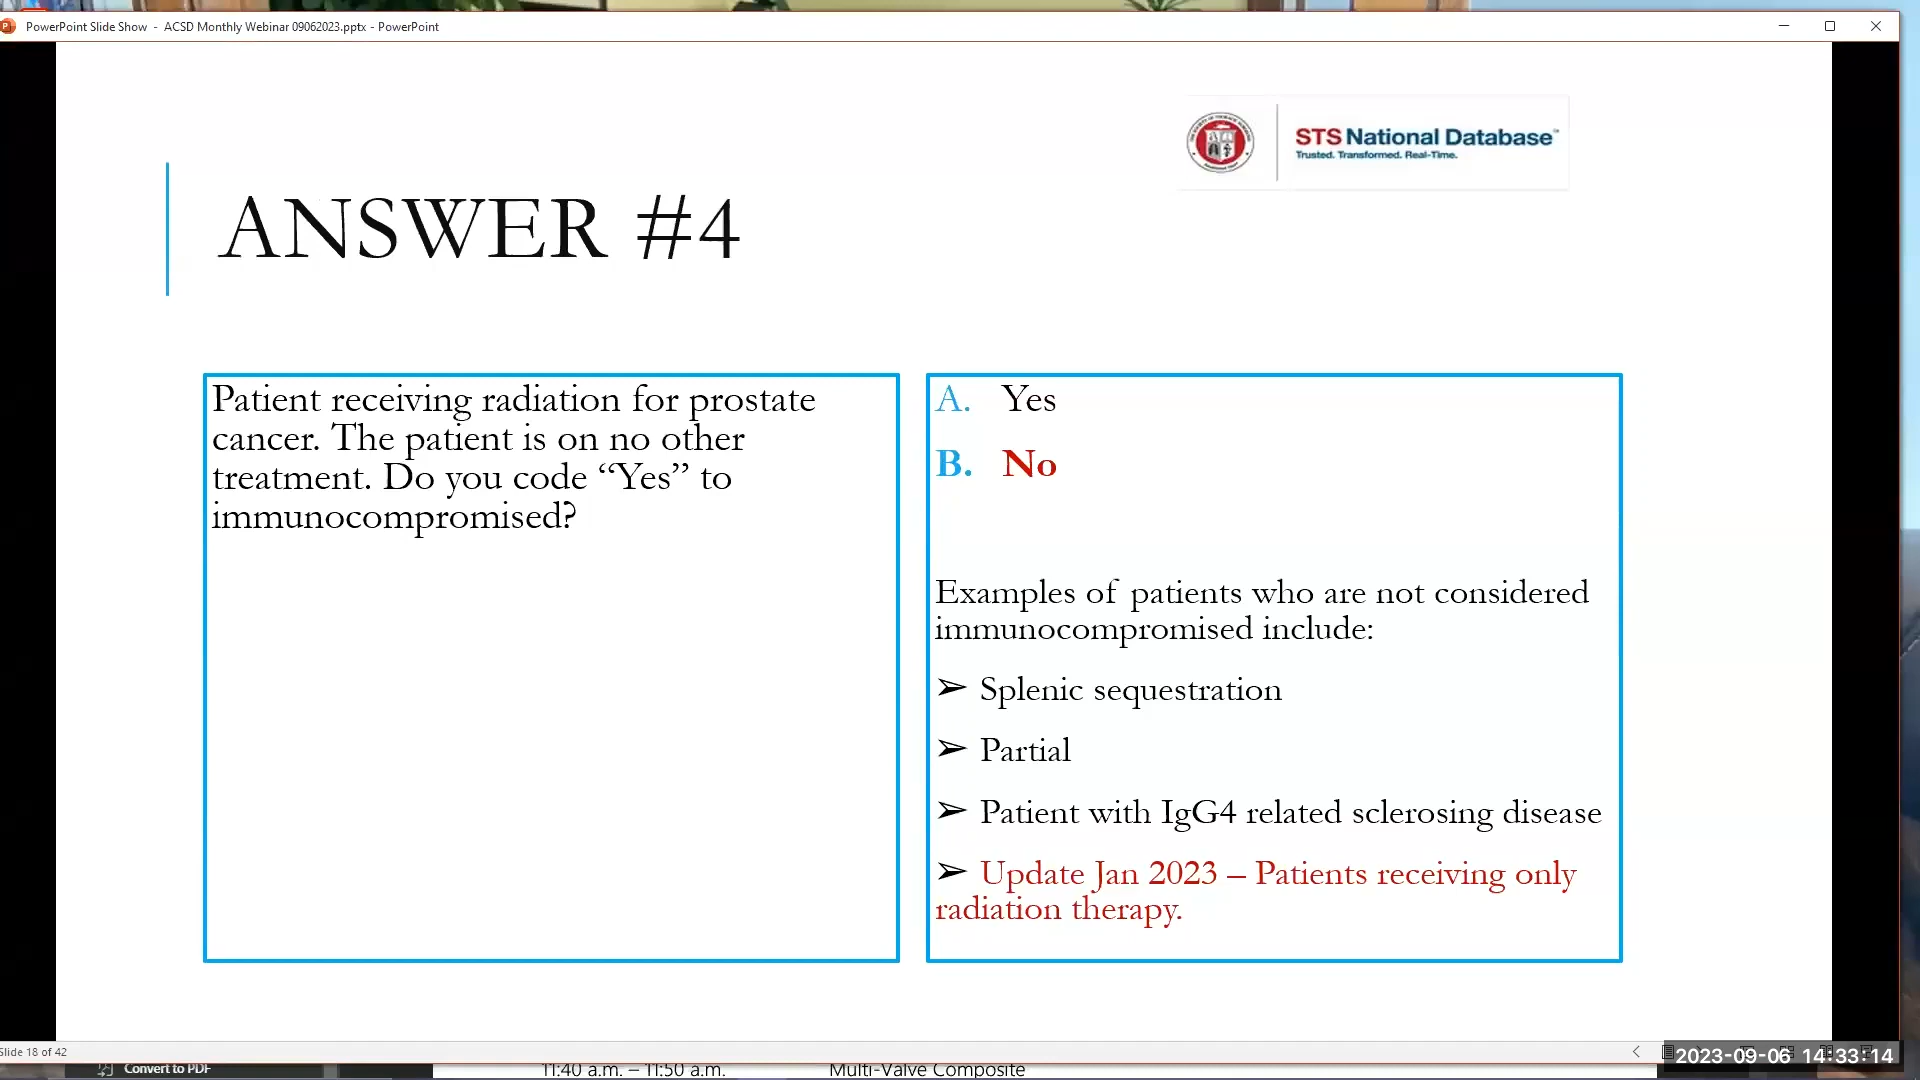 PowerPoint Slide Show - ACSD Monthly Webinar 09062023.pptx - PowerPoint
STS National Database
Trusted. Transformed. Real-Time.
ANSWER #4
Patient receiving radiation for prostate
cancer. The patient is on no other
treatment. Do you code “Yes” to
immunocompromised?
A. Yes
B. No
Examples of patients who are not considered
immunocompromised include:
➢ Splenic sequestration
➢ Partial
➢ Patient with IgG4 related sclerosing disease
➢ Update Jan 2023 – Patients receiving only
radiation therapy.
Slide 18 of 42
2023-09-06 14:33:14
Convert to PDF
11:40 a.m. – 11:50 a.m.
Multi-Valve Composite